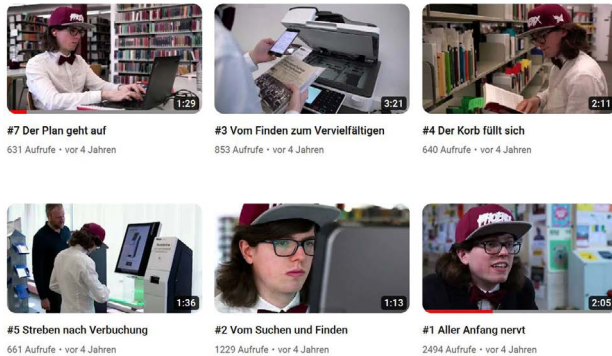 1:29
3:21
2:11
#7 Der Plan geht auf
#3 Vom Finden zum Vervielfältigen
#4 Der Korb füllt sich
631 Aufrufe • vor 4 Jahren
853 Aufrufe • vor 4 Jahren
640 Aufrufe • vor 4 Jahren
PHOENIX
1:36
1:13
2:05
#5 Streben nach Verbuchung
#2 Vom Suchen und Finden
#1 Aller Anfang nervt
661 Aufrufe • vor 4 Jahren
1229 Aufrufe • vor 4 Jahren
2494 Aufrufe • vor 4 Jahren